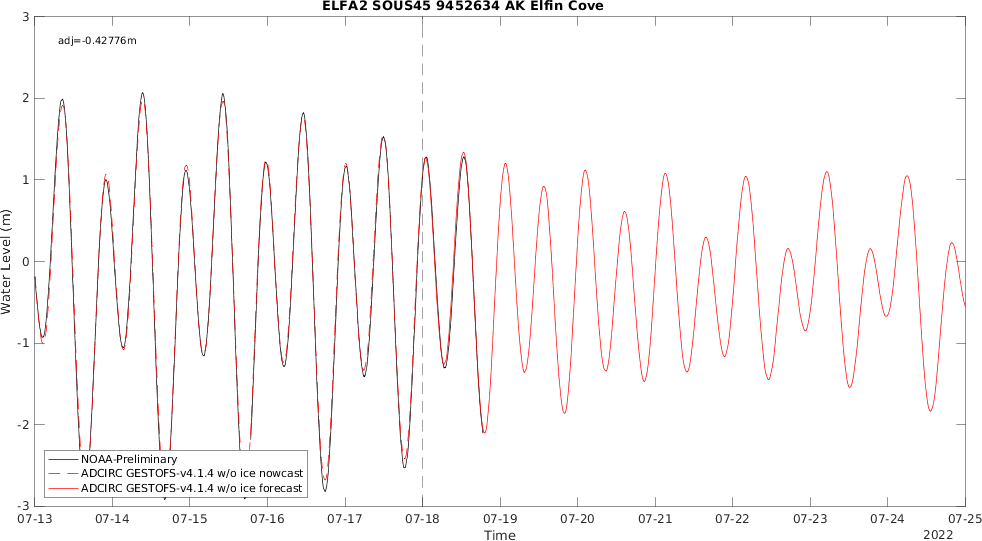 ELFA2 SOUS45 9452634 AK Elfin Cove
adj=-0.42776m
Water Level (m)
3
2
1
0
-1
-2
-3
NOAA-Preliminary
ADCIRC GESTOFS-v4.1.4 w/o ice nowcast
ADCIRC GESTOFS-v4.1.4 w/o ice forecast
07-13 07-14 07-15 07-16 07-17 07-18 07-19 07-20 07-21 07-22 07-23 07-24 07-25
Time
2022